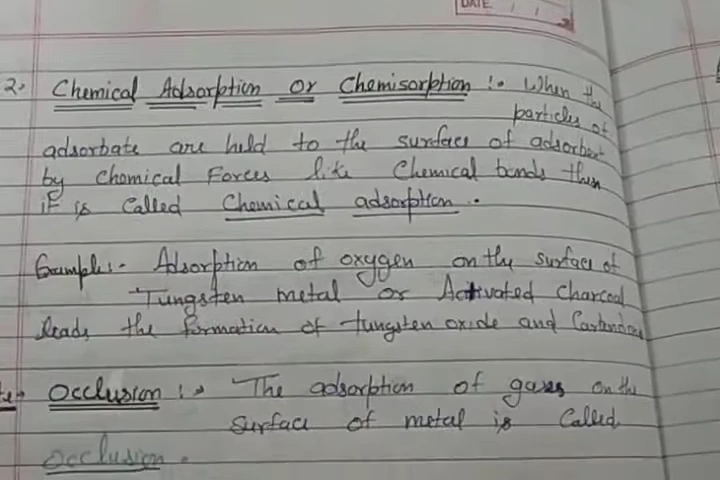 DATE / /
2. Chemical Adsorption or Chemisorption :- When the
particles of
adsorbate are held to the surface of adsorbent
by Chemical Forces like Chemical bonds then
it is Called Chemical adsorption.
Example:- Adsorption of oxygen on the surface of
Tungsten metal or Activated Charcoal
leads the formation of tungsten oxide and
Occlusion :- The adsorption of gases on the
surface of metal is Called
occlusion.